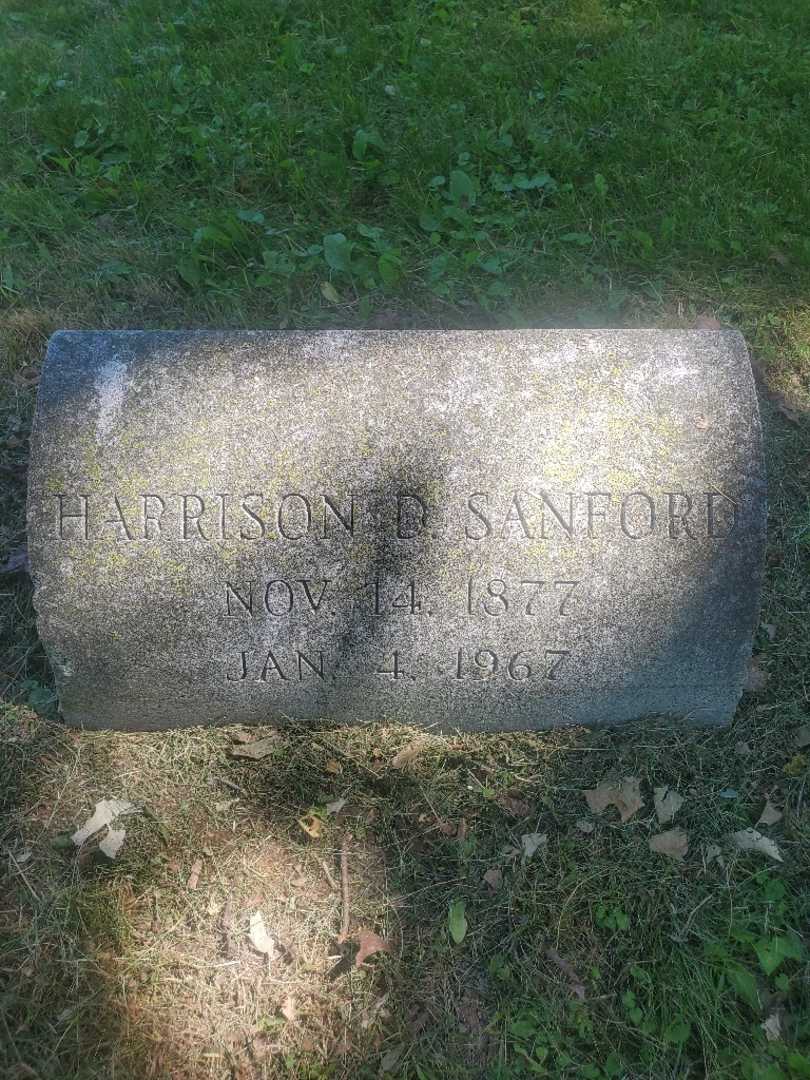 HARRISON D. SANFORD
NOV. 14. 1877
JAN. 4. 1967